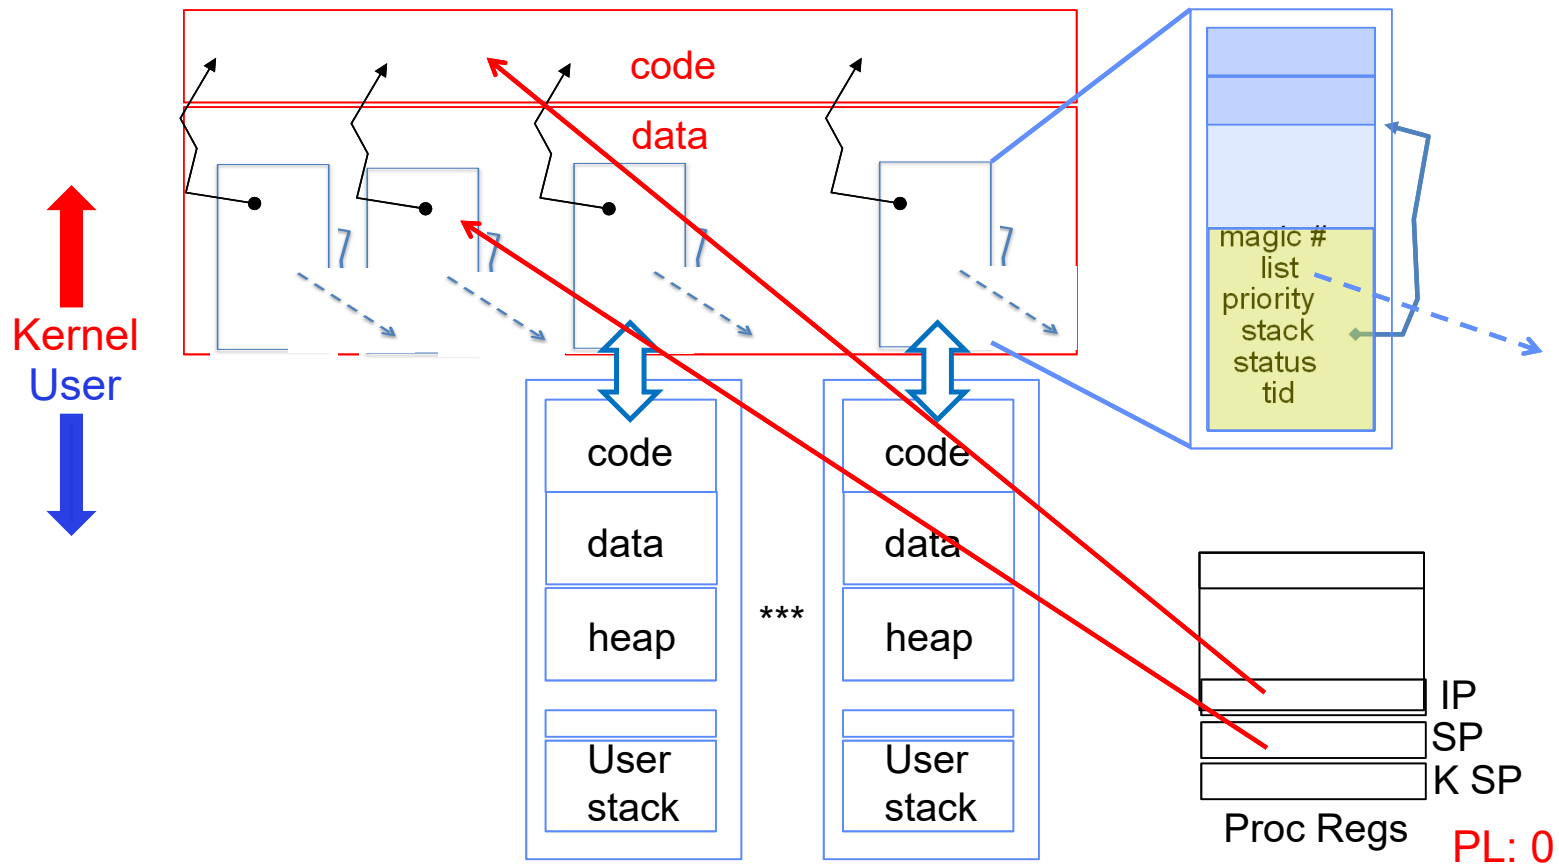 code
data
Kernel
User
magic #
list
priority
stack
status
tid
code
data
heap
User
stack
***
code
data
heap
User
stack
IP
SP
K SP
Proc Regs
PL: 0